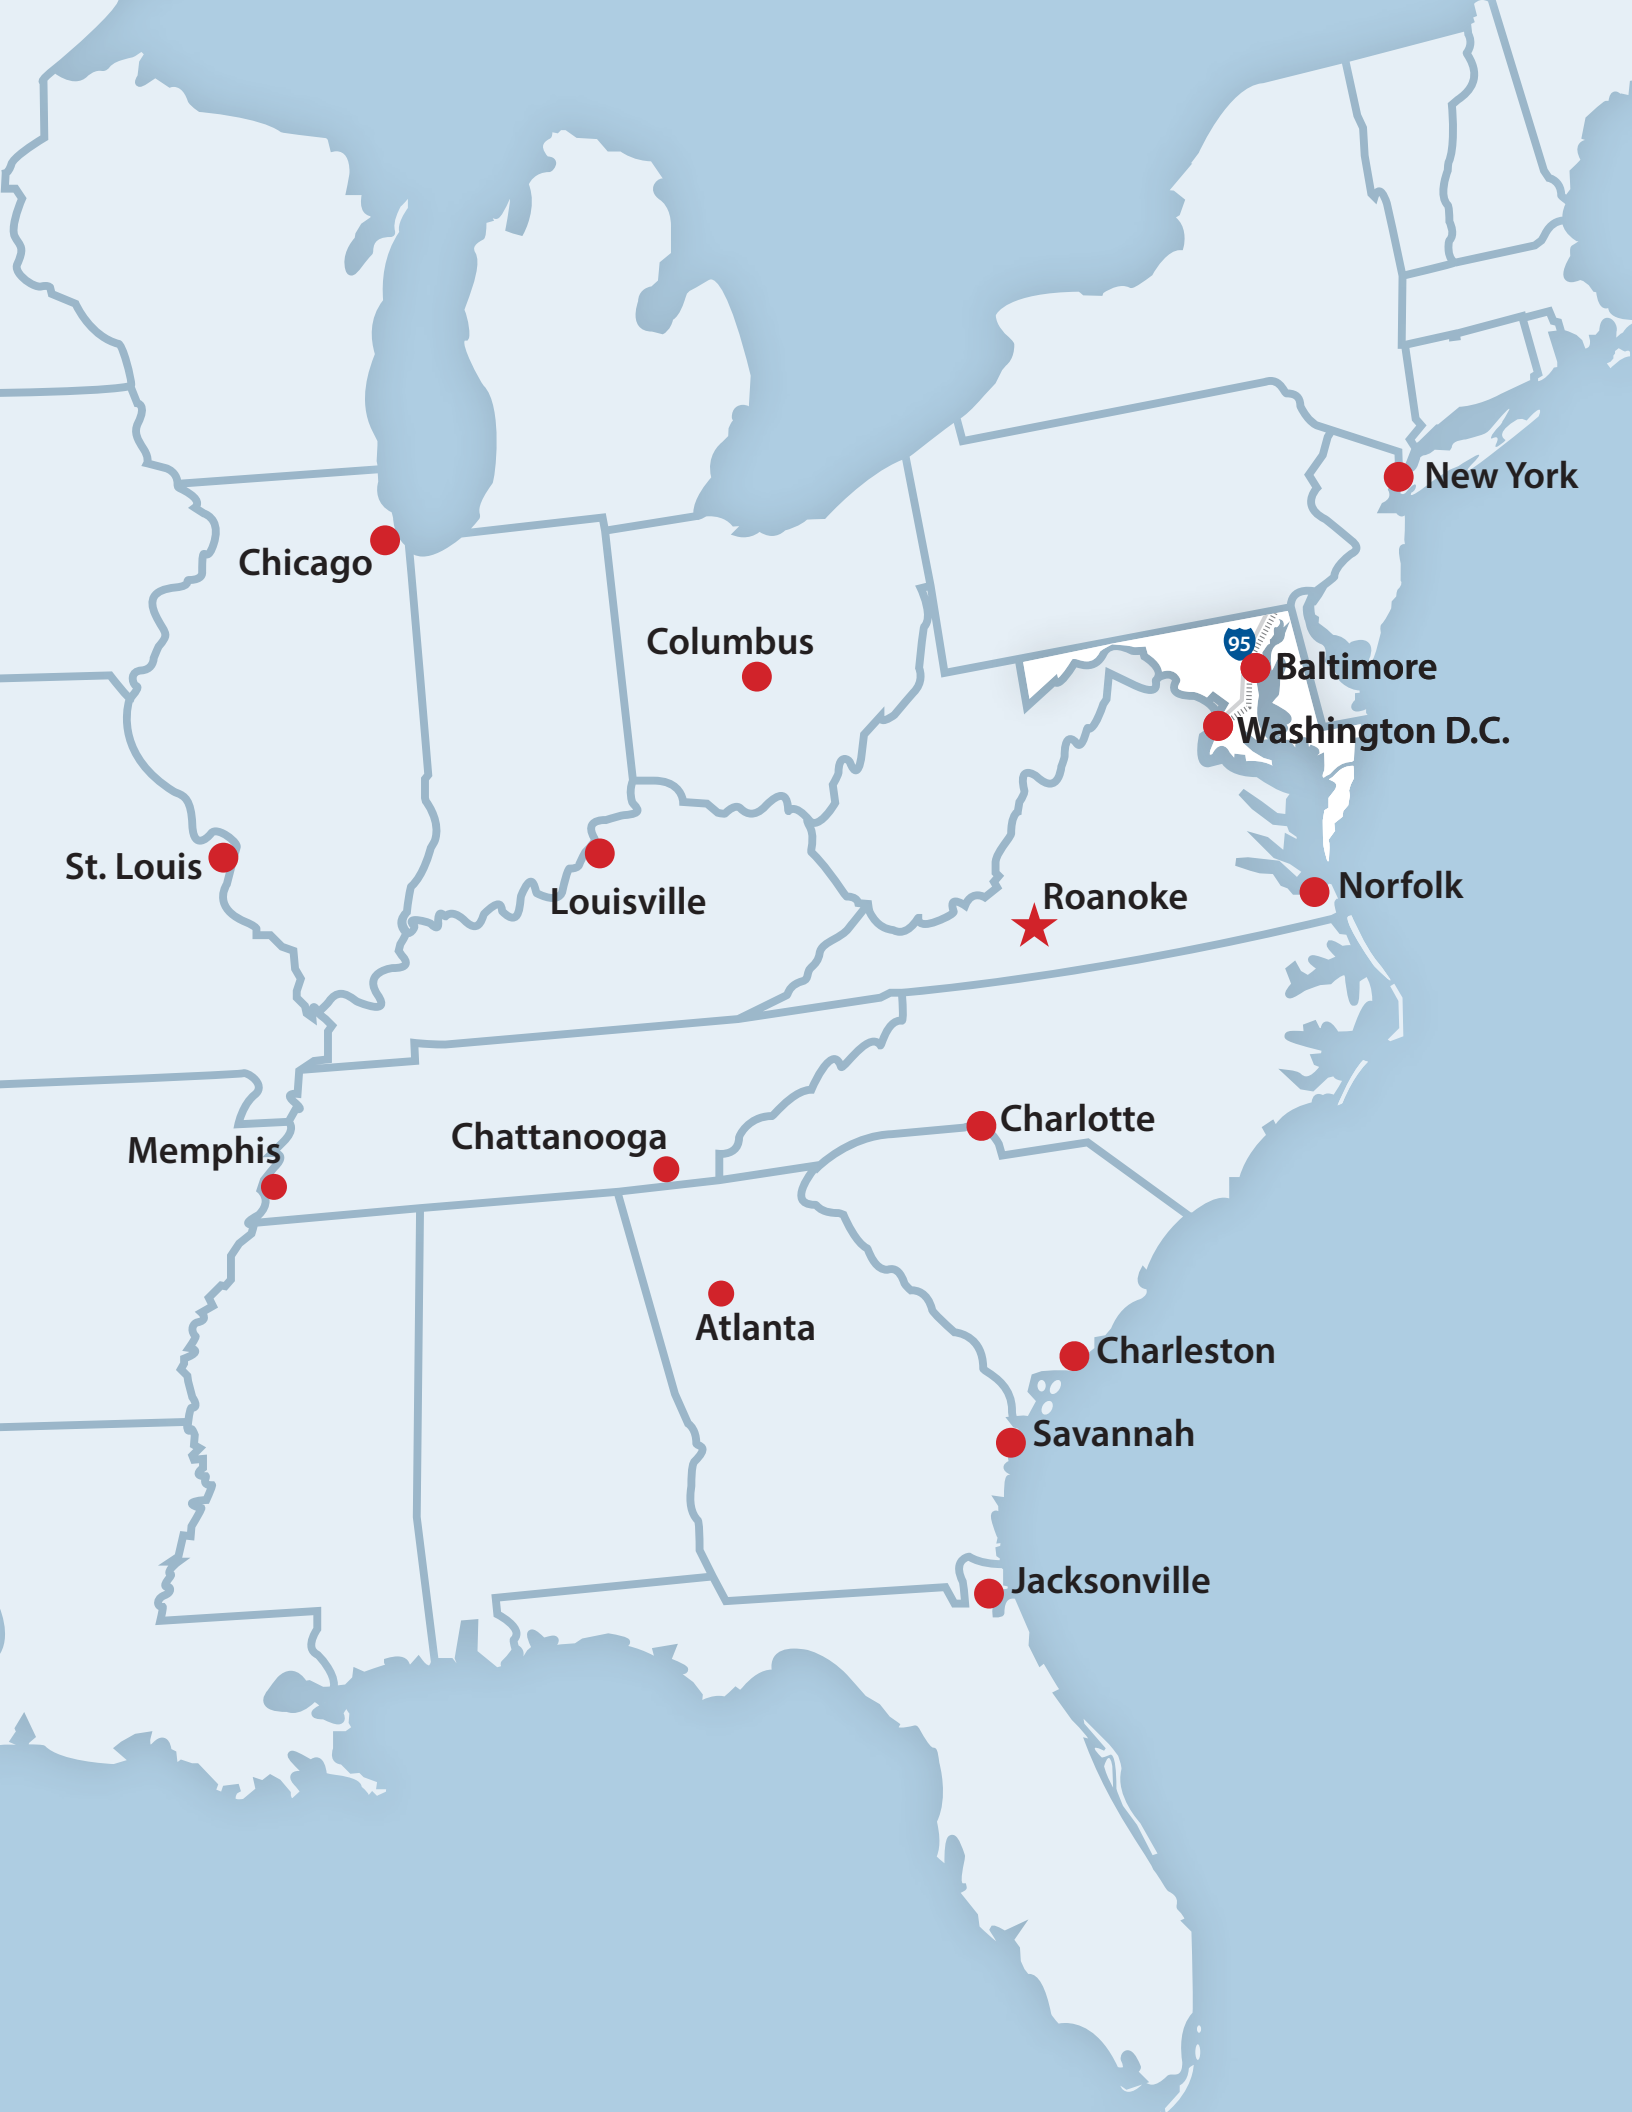 New York
Chicago
Columbus
95
Baltimore
Washington D.C.
St. Louis
Louisville
Roanoke
Norfolk
Charlotte
Chattanooga
Memphis
Atlanta
Charleston
Savannah
Jacksonville